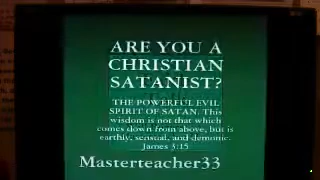 ARE YOU A
CHRISTIAN
SATANIST?
THE POWERFUL EVIL
SPIRIT OF SATAN. This
wisdom is not that which
comes down from above, but is
earthly, sensual, and demonic.
James 3:15
Masterteacher33